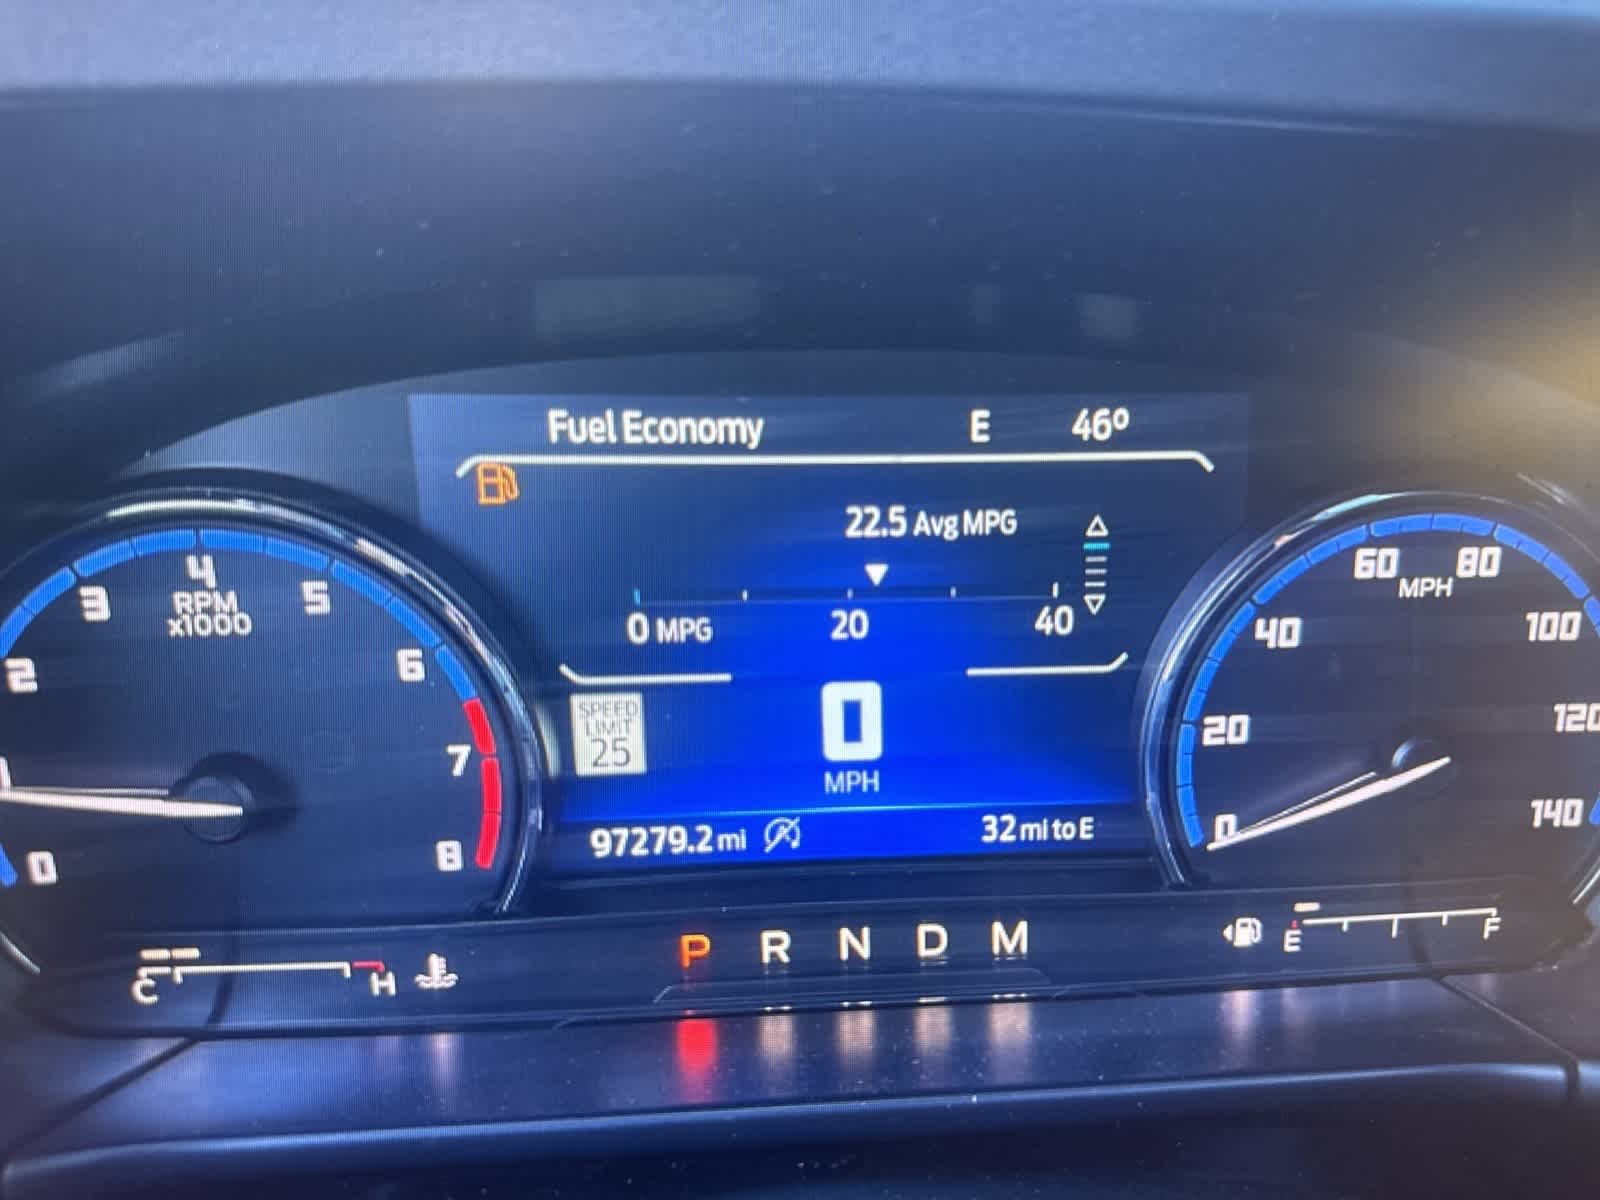 Fuel Economy E 46º
22.5 Avg MPG
0 MPG 20 40
SPEED
LIMIT
25
0
MPH
97279.2 mi 32 mi to E
0 1 2 3 4 5 6 7 8
RPM
x1000
0 20 40 60 80 100 120 140
MPH
C H
P R N D M
E F